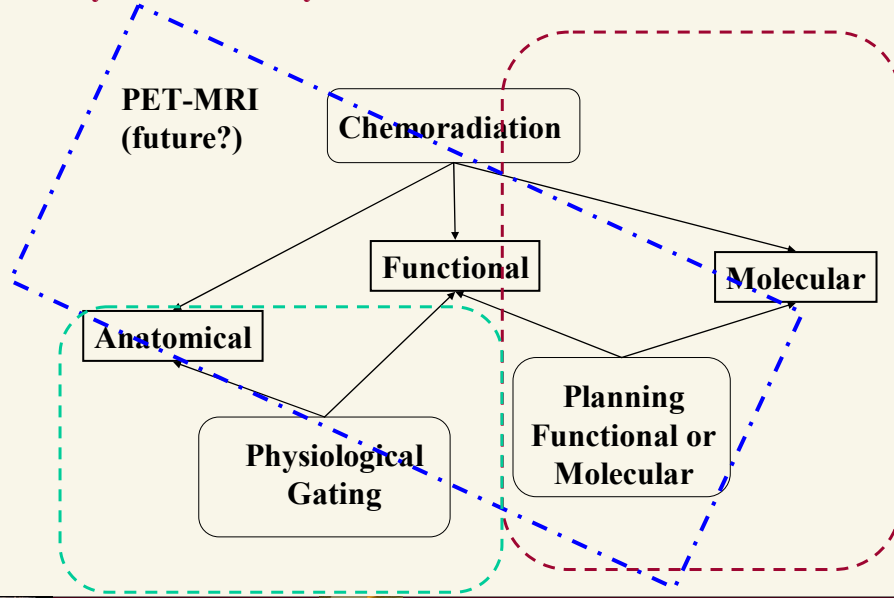 PET-MRI
(future?)
Chemoradiation
Functional
Molecular
Anatomical
Planning
Functional or
Molecular
Physiological
Gating